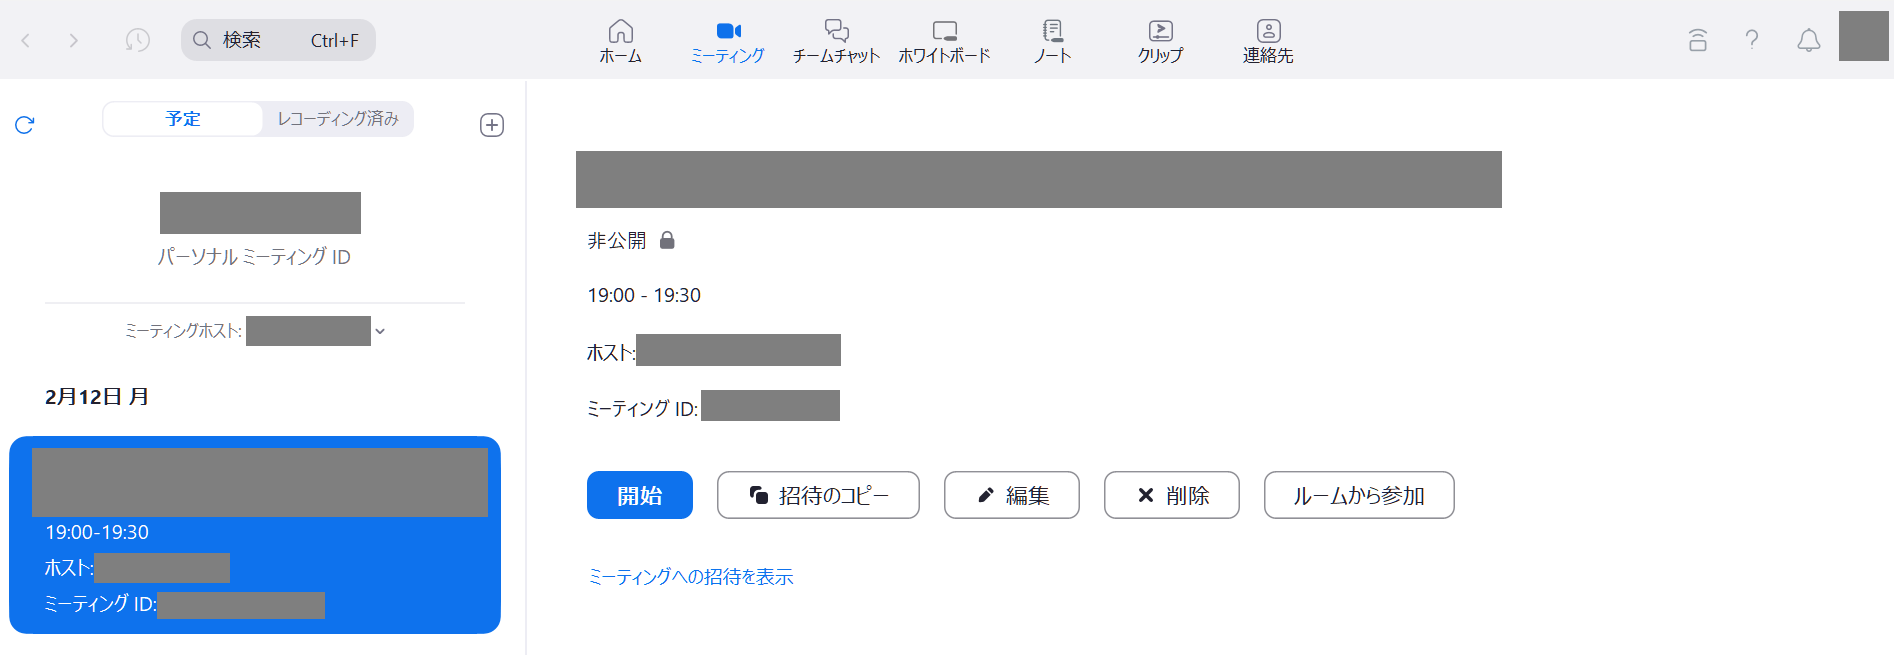 検索 Ctrl+F
ホーム
ミーティング
チームチャット
ホワイトボード
ノート
クリップ
連絡先
予定
レコーディング済み
パーソナル ミーティング ID
ミーティングホスト:
2月12日 月
19:00-19:30
ホスト:
ミーティング ID:
非公開
19:00 - 19:30
ホスト:
ミーティング ID:
開始
招待のコピー
編集
削除
ルームから参加
ミーティングへの招待を表示